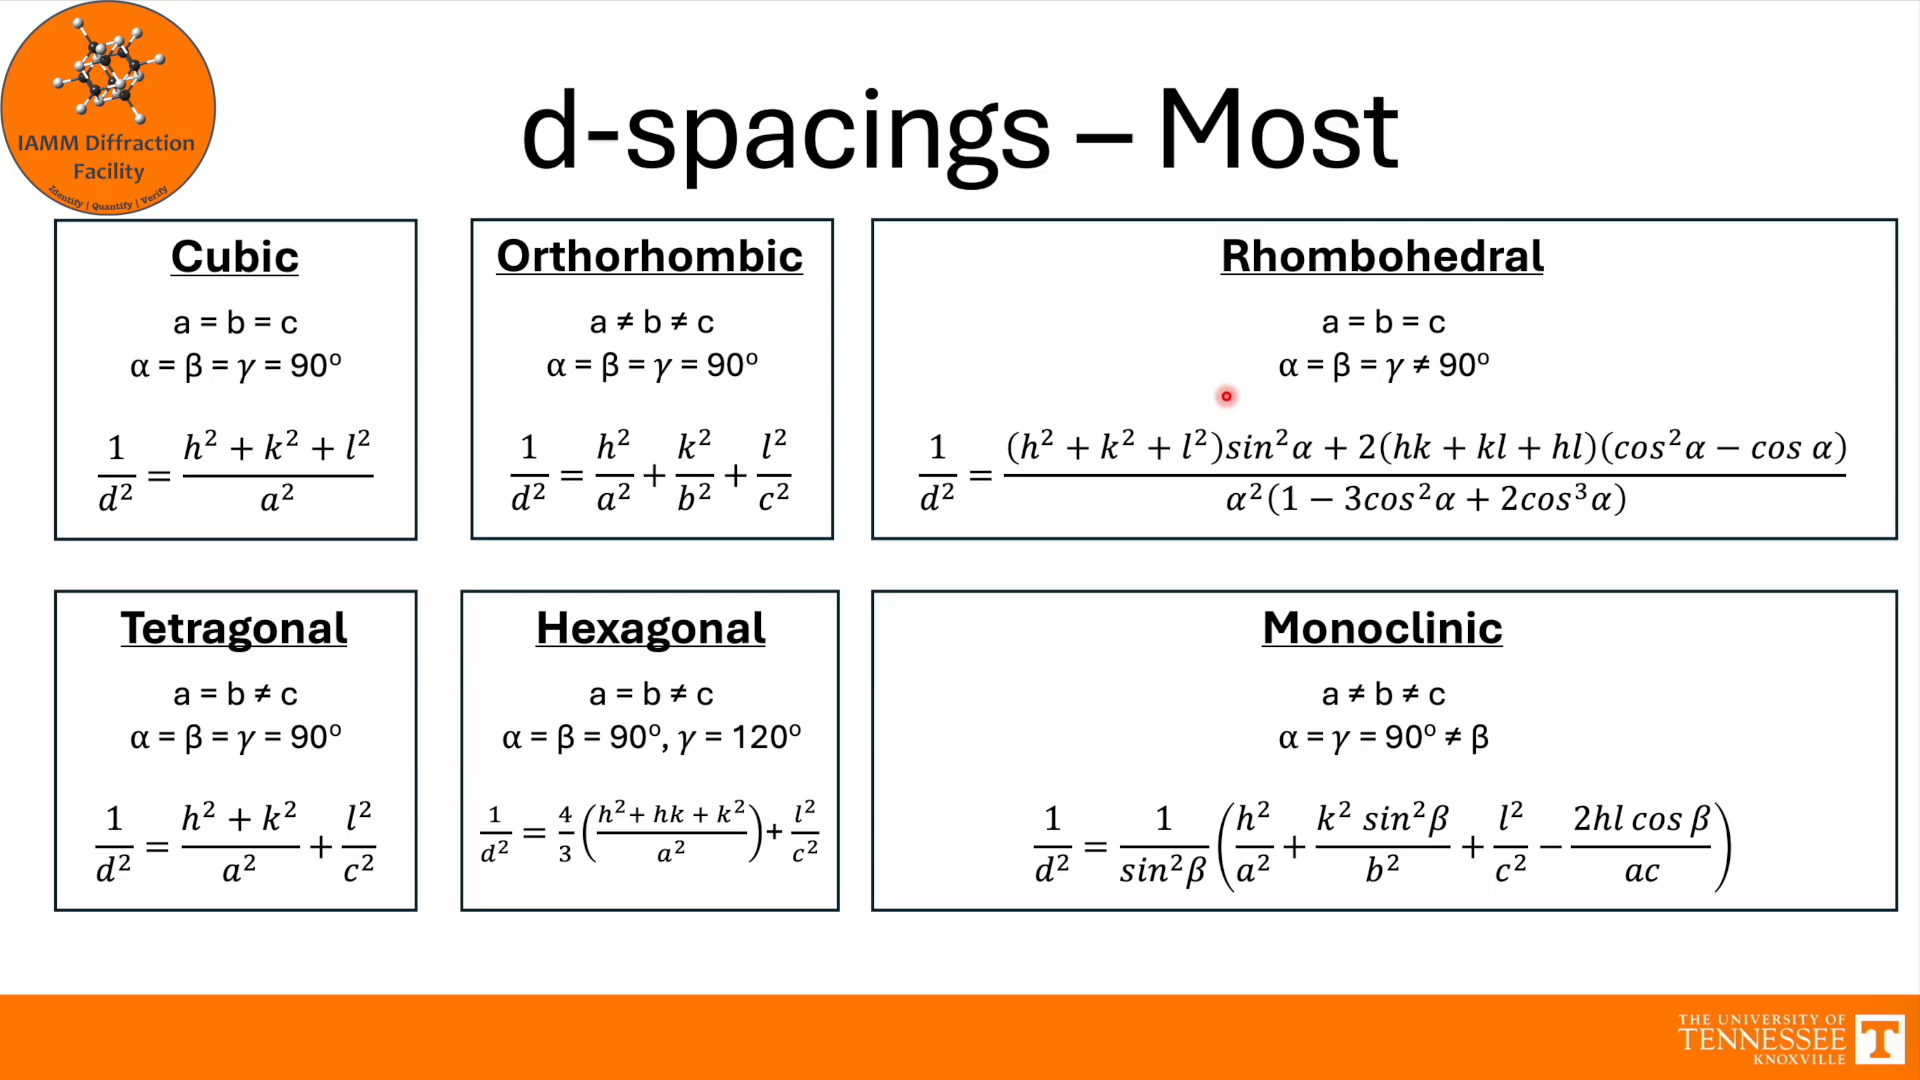 IAMM Diffraction
Facility
Identify | Quantify | Verify
d-spacings – Most
Cubic
a = b = c
α = β = γ = 90º
1/d² = (h² + k² + l²)/a²
Orthorhombic
a ≠ b ≠ c
α = β = γ = 90º
1/d² = h²/a² + k²/b² + l²/c²
Rhombohedral
a = b = c
α = β = γ ≠ 90º
1/d² = ((h² + k² + l²)sin²α + 2(hk + kl + hl)(cos²α − cos α))/(α²(1 − 3cos²α + 2cos³α))
Tetragonal
a = b ≠ c
α = β = γ = 90º
1/d² = (h² + k²)/a² + l²/c²
Hexagonal
a = b ≠ c
α = β = 90º, γ = 120º
1/d² = 4/3 ((h² + hk + k²)/a²) + l²/c²
Monoclinic
a ≠ b ≠ c
α = γ = 90º ≠ β
1/d² = 1/sin²β (h²/a² + k² sin²β/b² + l²/c² − 2hl cos β/ac)
THE UNIVERSITY OF
TENNESSEE
KNOXVILLE
T